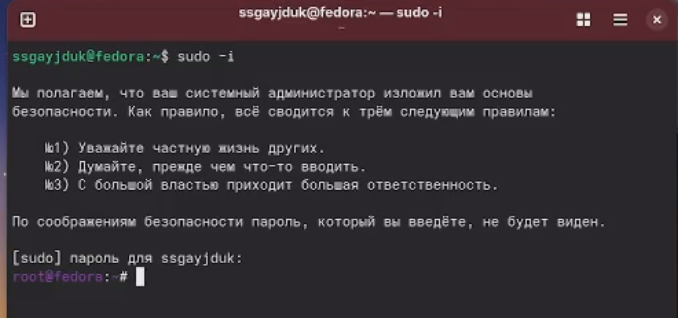 ssgayjduk@fedora:~ — sudo -i
ssgayjduk@fedora:~$ sudo -i
Мы полагаем, что ваш системный администратор изложил вам основы
безопасности. Как правило, всё сводится к трём следующим правилам:
№1) Уважайте частную жизнь других.
№2) Думайте, прежде чем что-то вводить.
№3) С большой властью приходит большая ответственность.
По соображениям безопасности пароль, который вы введёте, не будет виден.
[sudo] пароль для ssgayjduk:
root@fedora:~#